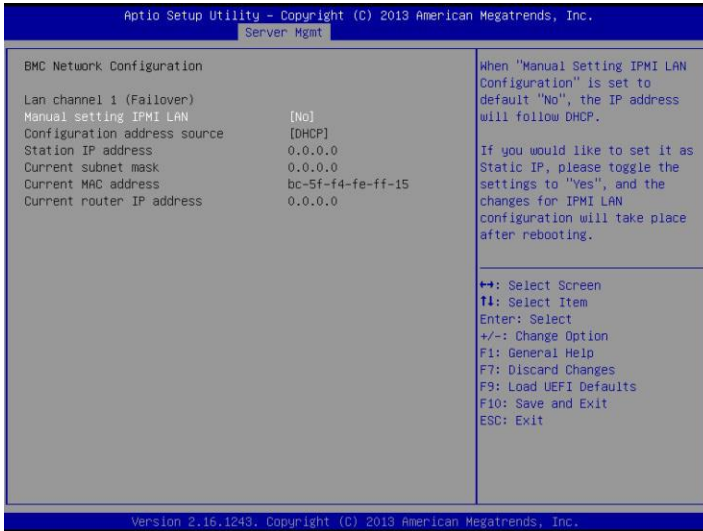 Aptio Setup Utility – Copyright (C) 2013 American Megatrends, Inc.
Server Mgmt
BMC Network Configuration
Lan channel 1 (Failover)
Manual setting IPMI LAN [No]
Configuration address source [DHCP]
Station IP address 0.0.0.0
Current subnet mask 0.0.0.0
Current MAC address bc-5f-f4-fe-ff-15
Current router IP address 0.0.0.0
When "Manual Setting IPMI LAN
Configuration" is set to
default "No", the IP address
will follow DHCP.
If you would like to set it as
Static IP, please toggle the
settings to "Yes", and the
changes for IPMI LAN
configuration will take place
after rebooting.
↔: Select Screen
↑↓: Select Item
Enter: Select
+/-: Change Option
F1: General Help
F7: Discard Changes
F9: Load UEFI Defaults
F10: Save and Exit
ESC: Exit
Version 2.16.1243. Copyright (C) 2013 American Megatrends, Inc.